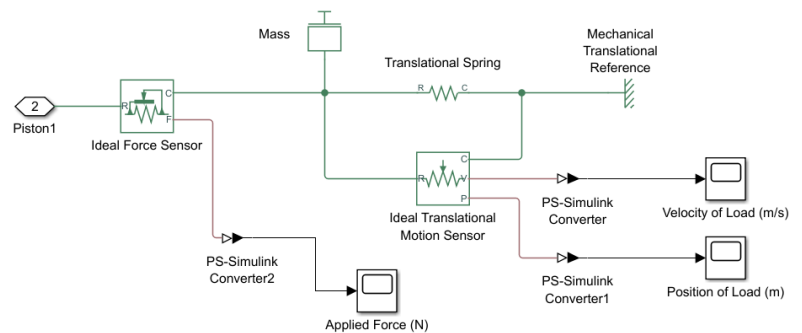 Mass
Mechanical
Translational
Reference
Translational Spring
R
C
2
Piston1
R
C
F
Ideal Force Sensor
R
C
V
P
Ideal Translational
Motion Sensor
PS-Simulink
Converter
Velocity of Load (m/s)
PS-Simulink
Converter2
PS-Simulink
Converter1
Position of Load (m)
Applied Force (N)